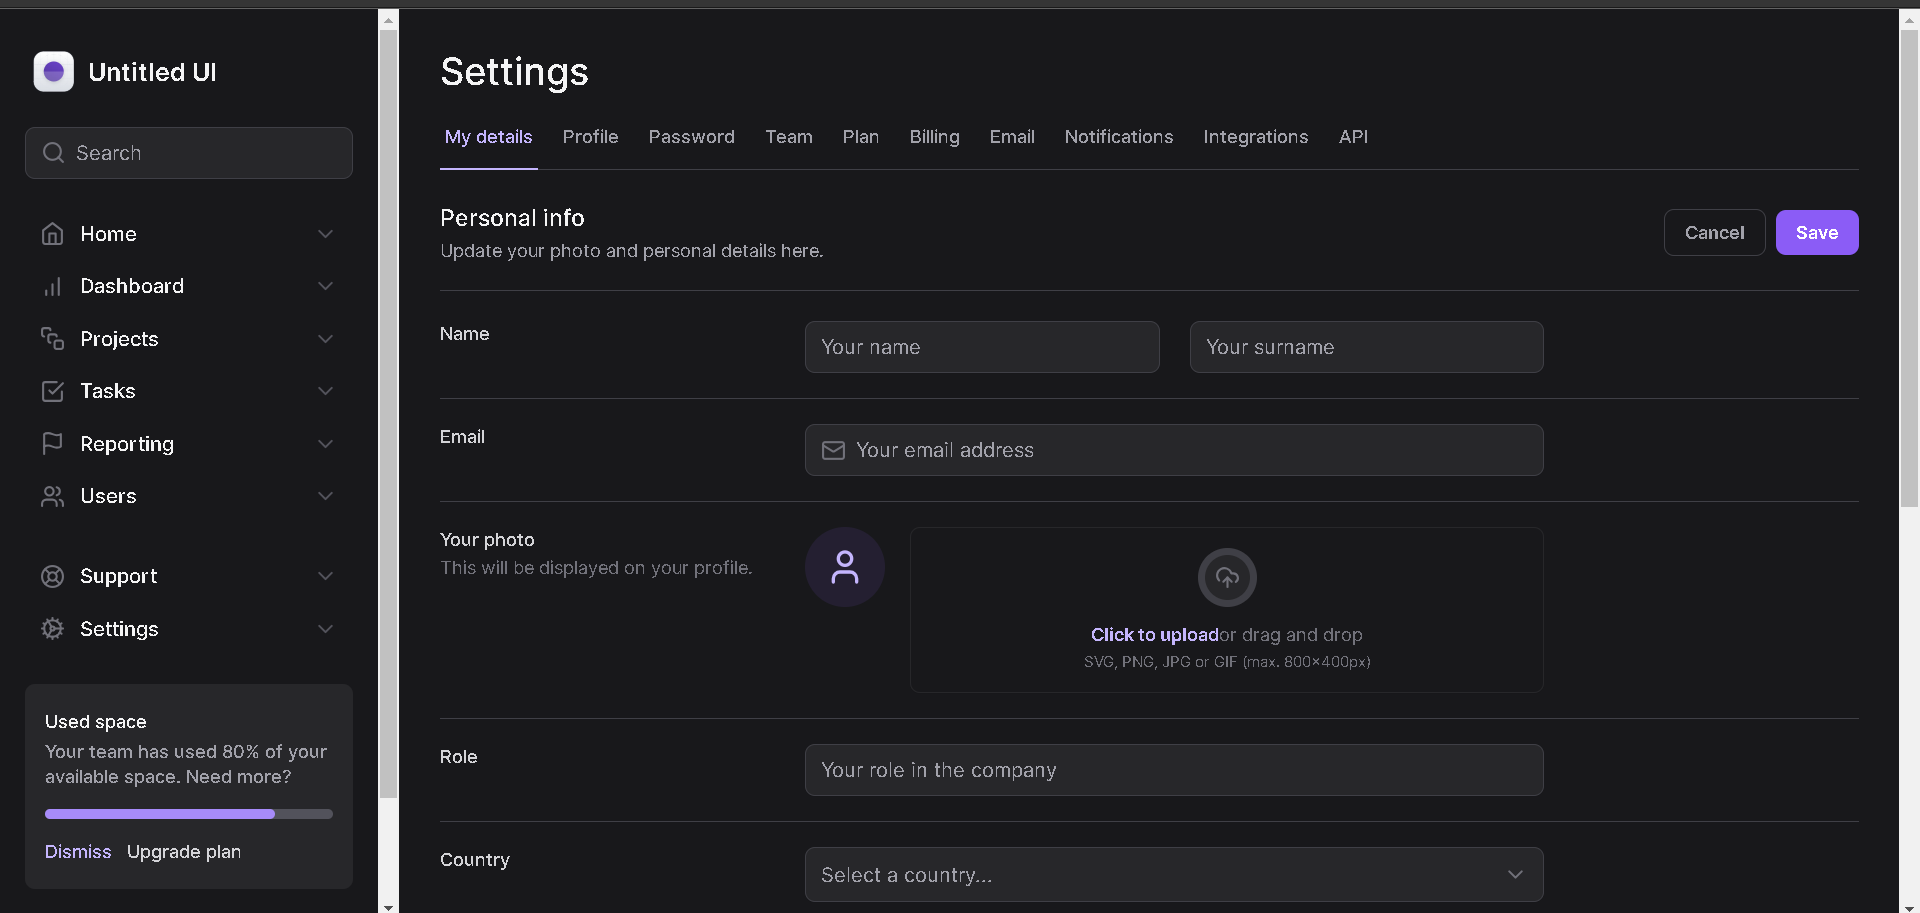 Untitled UI
Search
Home
Dashboard
Projects
Tasks
Reporting
Users
Support
Settings
Used space
Your team has used 80% of your
available space. Need more?
Dismiss Upgrade plan
Settings
My details Profile Password Team Plan Billing Email Notifications Integrations API
Personal info
Update your photo and personal details here.
Cancel Save
Name
Your name Your surname
Email
Your email address
Your photo
This will be displayed on your profile.
Click to uploador drag and drop
SVG, PNG, JPG or GIF (max. 800×400px)
Role
Your role in the company
Country
Select a country...